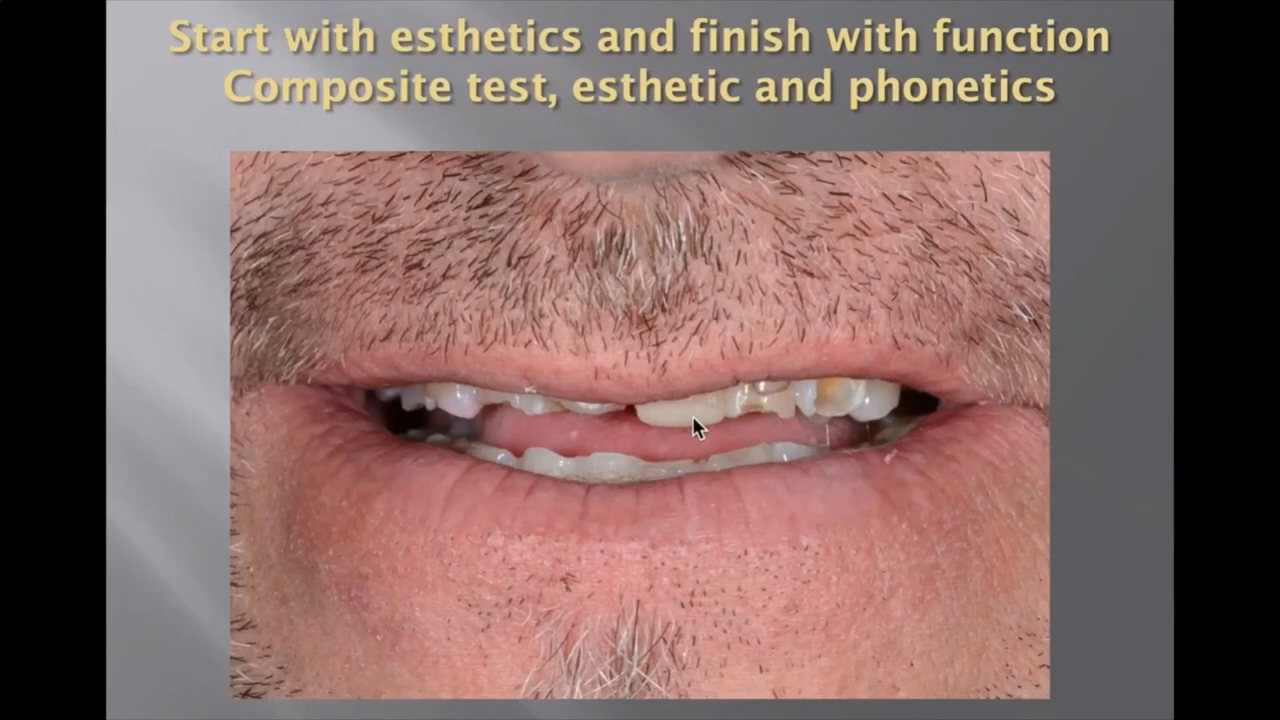 Start with esthetics and finish with function
Composite test, esthetic and phonetics